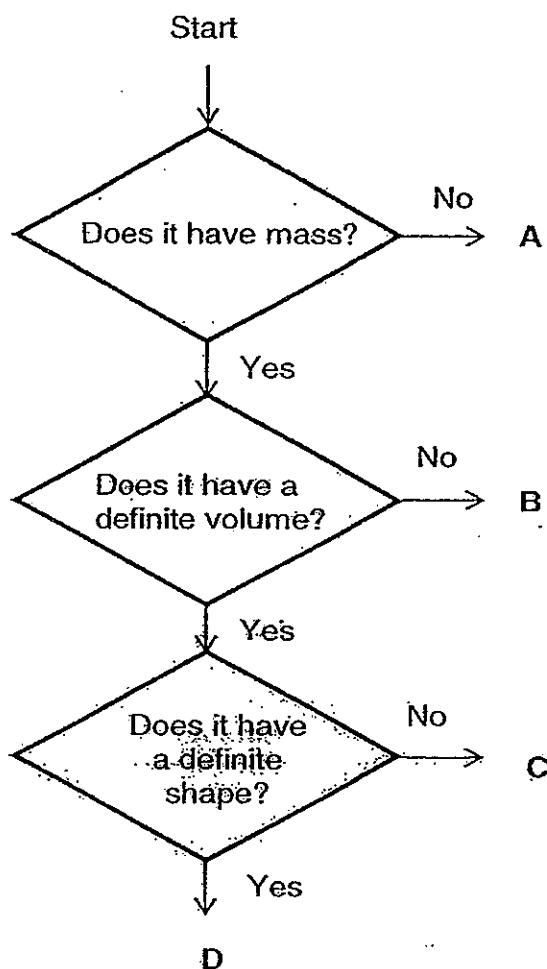 Start
Does it have mass?
No
A
Yes
Does it have a
definite volume?
No
B
Yes
Does it have
a definite
shape?
No
C
Yes
D